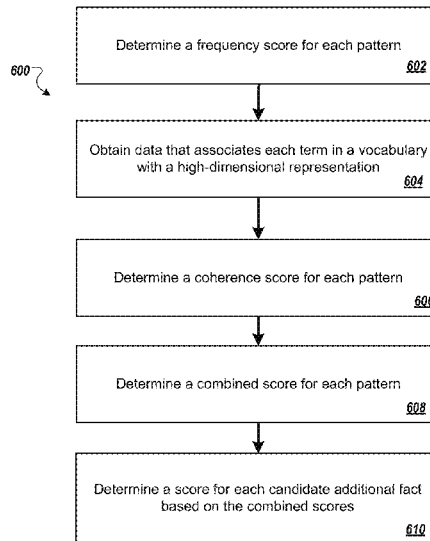 Determine a frequency score for each pattern
602
600
Obtain data that associates each term in a vocabulary
with a high-dimensional representation
604
Determine a coherence score for each pattern
606
Determine a combined score for each pattern
608
Determine a score for each candidate additional fact
based on the combined scores
610